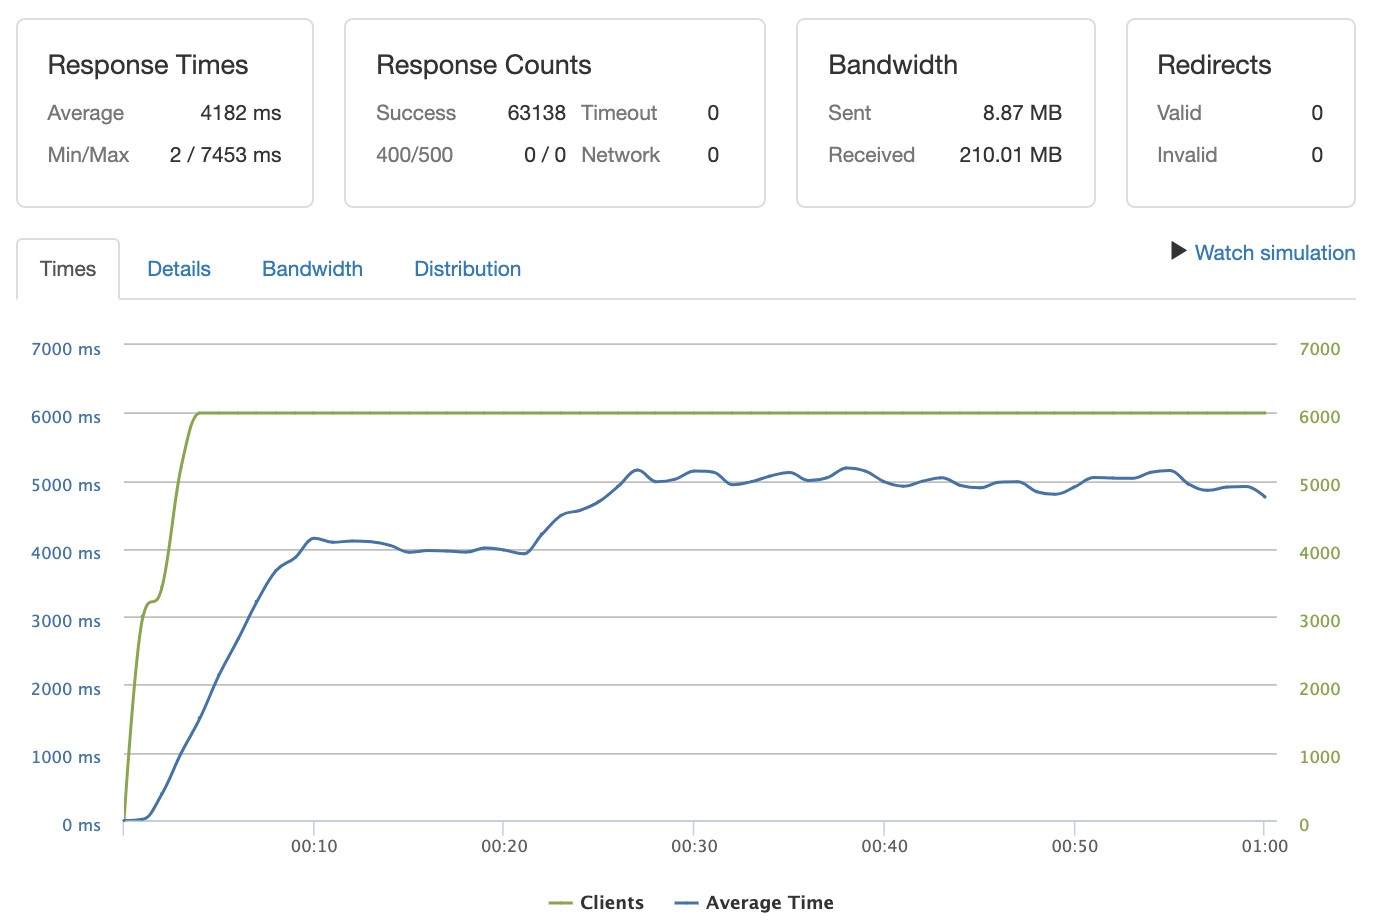 Response Times
Average 4182 ms
Min/Max 2 / 7453 ms
Response Counts
Success 63138 Timeout 0
400/500 0 / 0 Network 0
Bandwidth
Sent 8.87 MB
Received 210.01 MB
Redirects
Valid 0
Invalid 0
Times Details Bandwidth Distribution
Watch simulation
7000 ms 7000
6000 ms 6000
5000 ms 5000
4000 ms 4000
3000 ms 3000
2000 ms 2000
1000 ms 1000
0 ms 0
00:10 00:20 00:30 00:40 00:50 01:00
Clients Average Time